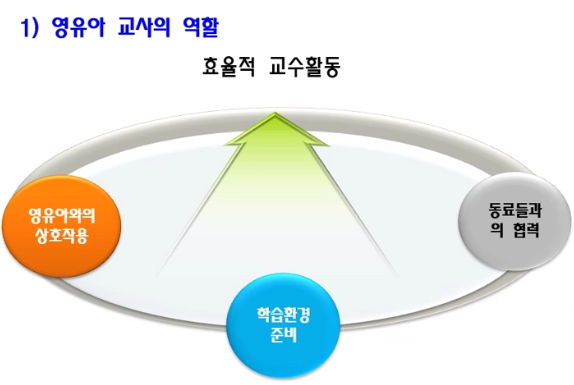 1) 영유아 교사의 역할
효율적 교수활동
영유아와의
상호작용
동료들과
의 협력
학습환경
준비